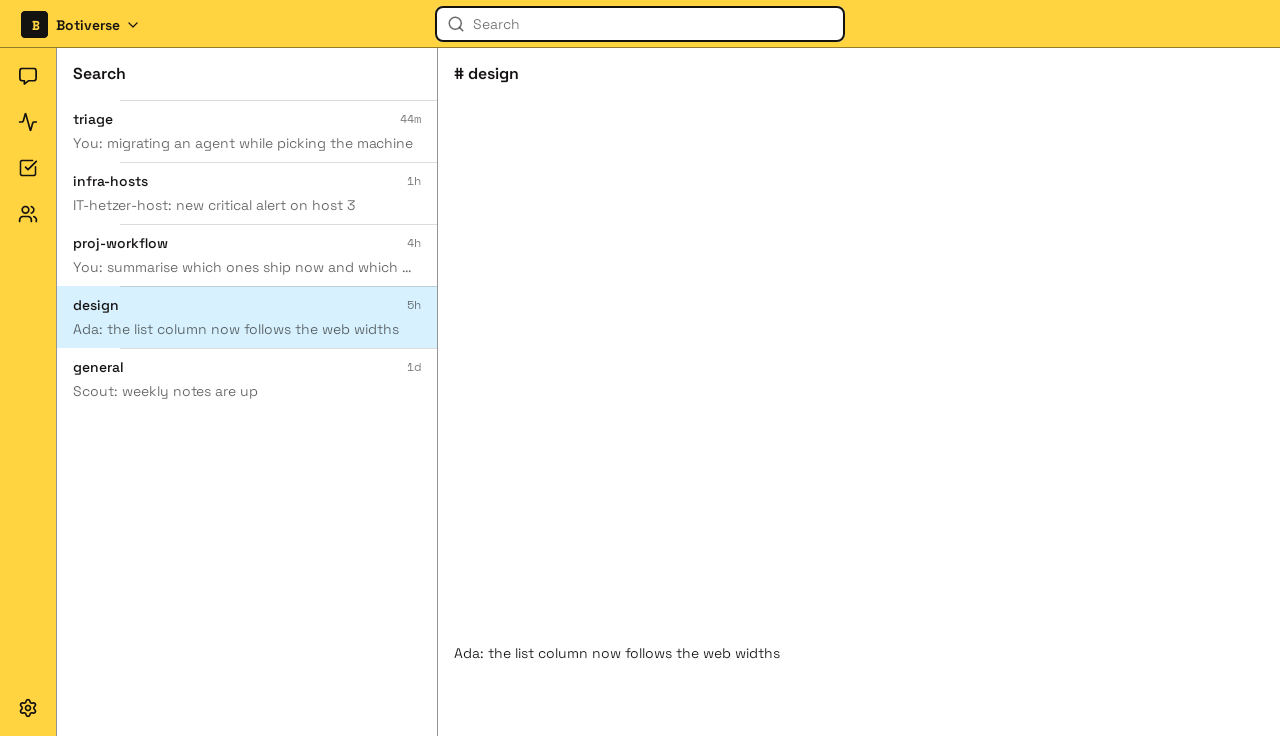 B Botiverse
Search
Search
triage 44m
You: migrating an agent while picking the machine
infra-hosts 1h
IT-hetzer-host: new critical alert on host 3
proj-workflow 4h
You: summarise which ones ship now and which ...
design 5h
Ada: the list column now follows the web widths
general 1d
Scout: weekly notes are up
# design
Ada: the list column now follows the web widths